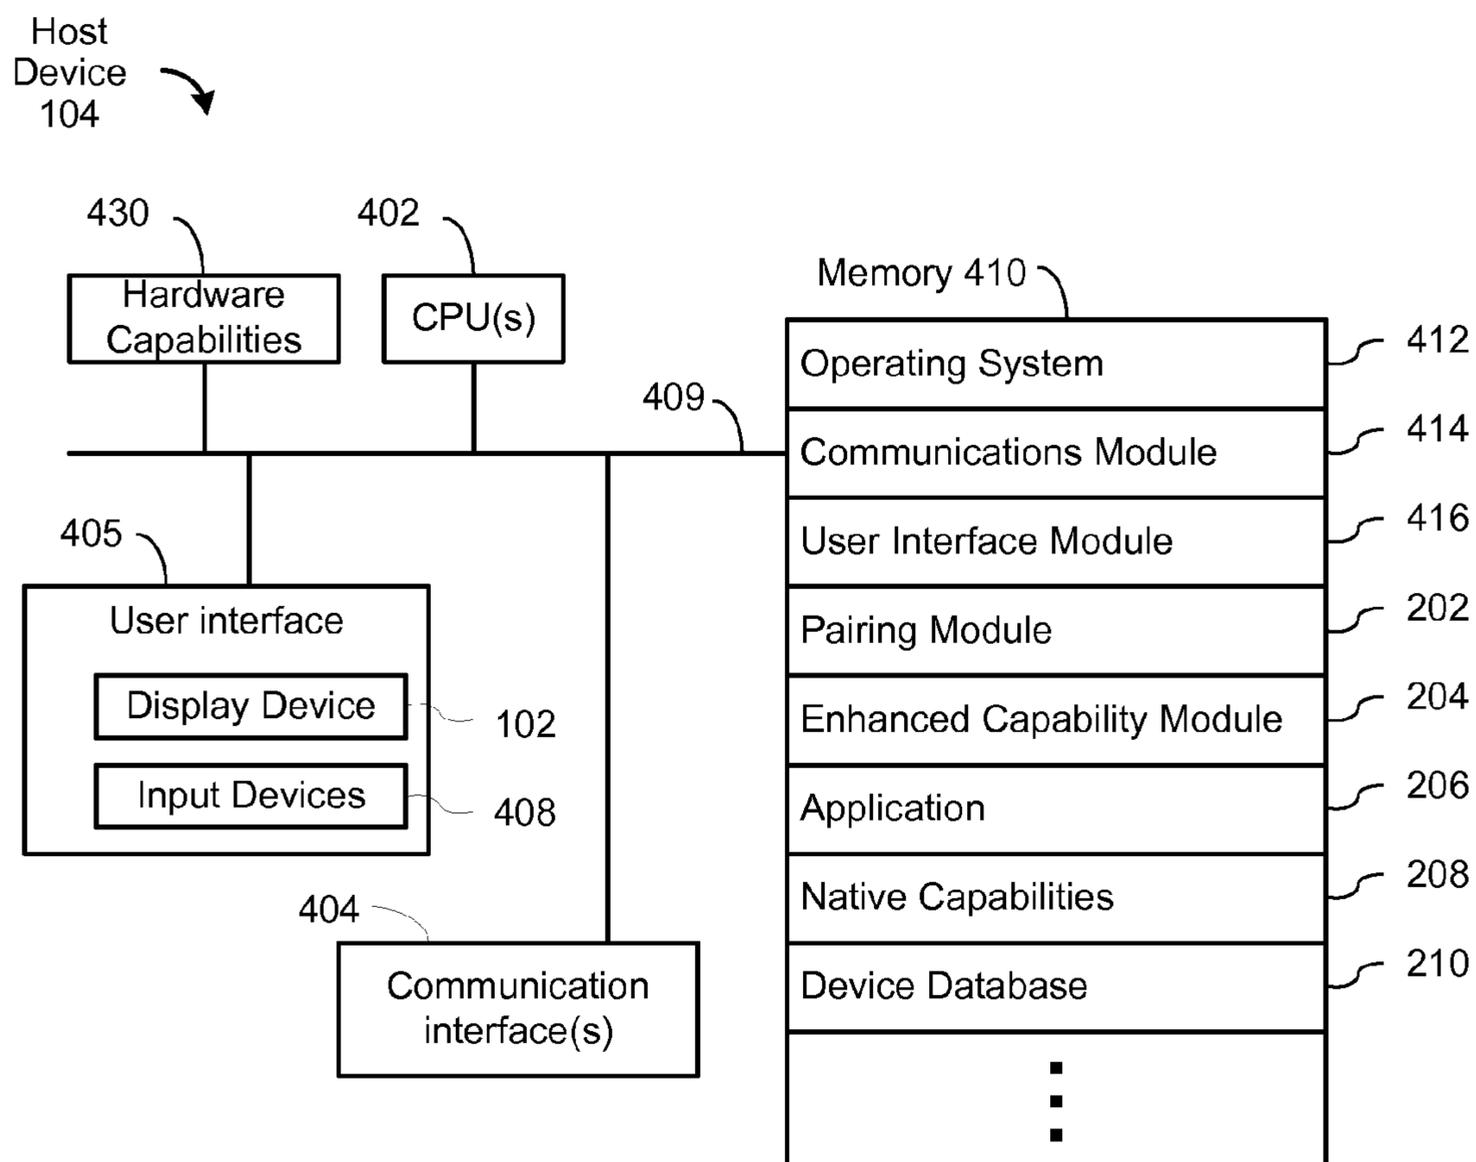 Host
Device
104
430
402
Hardware
Capabilities
CPU(s)
409
405
User interface
Display Device
102
Input Devices
408
404
Communication
interface(s)
Memory 410
Operating System
412
Communications Module
414
User Interface Module
416
Pairing Module
202
Enhanced Capability Module
204
Application
206
Native Capabilities
208
Device Database
210